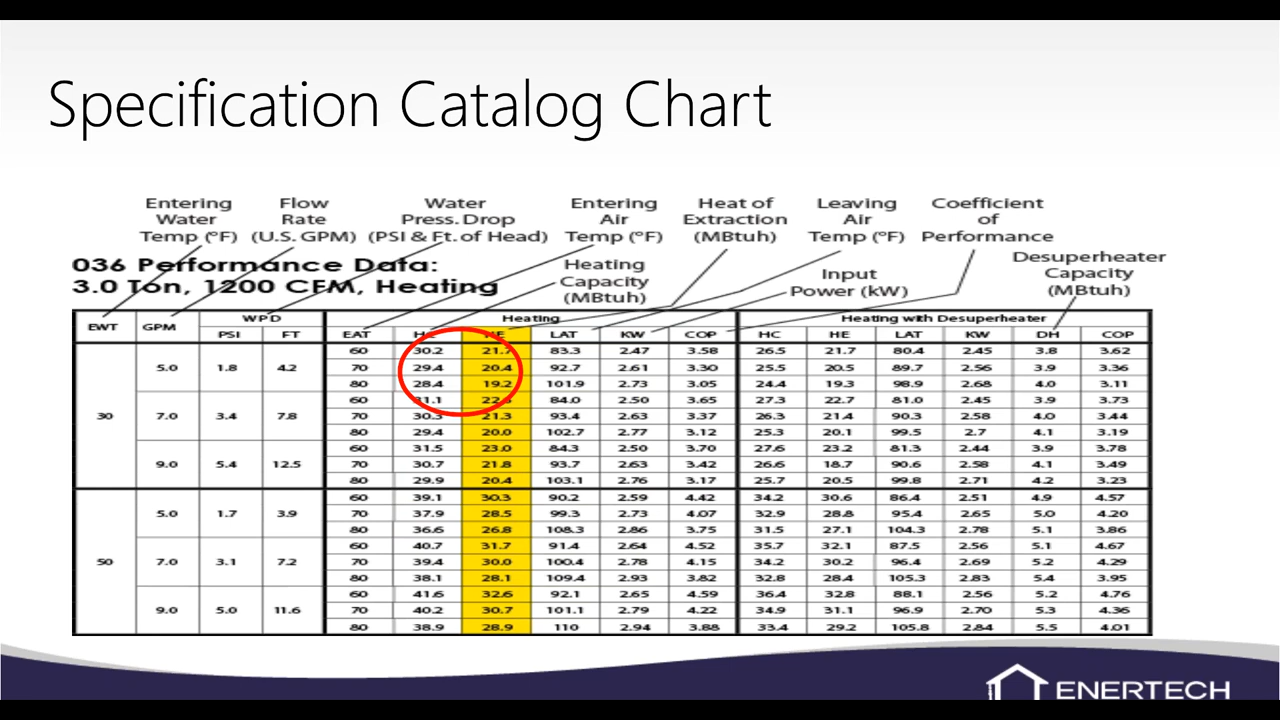 Specification Catalog Chart
Entering Water Temp (ºF)
Flow Rate (U.S. GPM)
Water Press. Drop (PSI & Ft. of Head)
Entering Air Temp (ºF)
Heat of Extraction (MBtuh)
Leaving Air Temp (ºF)
Coefficient of Performance
Heating Capacity (MBtuh)
Input Power (kW)
Desuperheater Capacity (MBtuh)
036 Performance Data:
3.0 Ton, 1200 CFM, Heating
EWT GPM WPD Heating Heating with Desuperheater
PSI FT EAT HC HE LAT KW COP HC HE LAT KW DH COP
60 30.2 21.7 83.3 2.47 3.58 26.5 21.7 80.4 2.45 3.8 3.62
5.0 1.8 4.2 70 29.4 20.4 92.7 2.61 3.30 25.5 20.5 89.7 2.56 3.9 3.36
80 28.4 19.2 101.9 2.73 3.05 24.4 19.3 98.9 2.68 4.0 3.11
60 31.1 84.0 2.50 3.65 27.3 22.7 81.0 2.45 3.9 3.73
30 7.0 3.4 7.8 70 30.3 21.3 93.4 2.63 3.37 26.3 21.4 90.3 2.58 4.0 3.44
80 29.4 20.0 102.7 2.77 3.12 25.3 20.1 99.5 2.7 4.1 3.19
60 31.5 23.0 84.3 2.50 3.70 27.6 23.2 81.3 2.44 3.9 3.78
9.0 5.4 12.5 70 30.7 21.8 93.7 2.63 3.42 26.6 18.7 90.6 2.58 4.1 3.49
80 29.9 20.4 103.1 2.76 3.17 25.7 20.5 99.8 2.71 4.2 3.23
60 39.1 30.3 90.2 2.59 4.42 34.2 30.6 86.4 2.51 4.9 4.57
5.0 1.7 3.9 70 37.9 28.5 99.3 2.73 4.07 32.9 28.8 95.4 2.65 5.0 4.20
80 36.6 26.8 108.3 2.86 3.75 31.5 27.1 104.3 2.78 5.1 3.86
60 40.7 31.7 91.4 2.64 4.52 35.7 32.1 87.5 2.56 5.1 4.67
50 7.0 3.1 7.2 70 39.4 30.0 100.4 2.78 4.15 34.2 30.2 96.4 2.69 5.2 4.29
80 38.1 28.1 109.4 2.93 3.82 32.8 28.4 105.3 2.83 5.4 3.95
60 41.6 32.6 92.1 2.65 4.59 36.4 32.8 88.1 2.56 5.2 4.76
9.0 5.0 11.6 70 40.2 30.7 101.1 2.79 4.22 34.9 31.1 96.9 2.70 5.3 4.36
80 38.9 28.9 110 2.94 3.88 33.4 29.2 105.8 2.84 5.5 4.01
ENERTECH